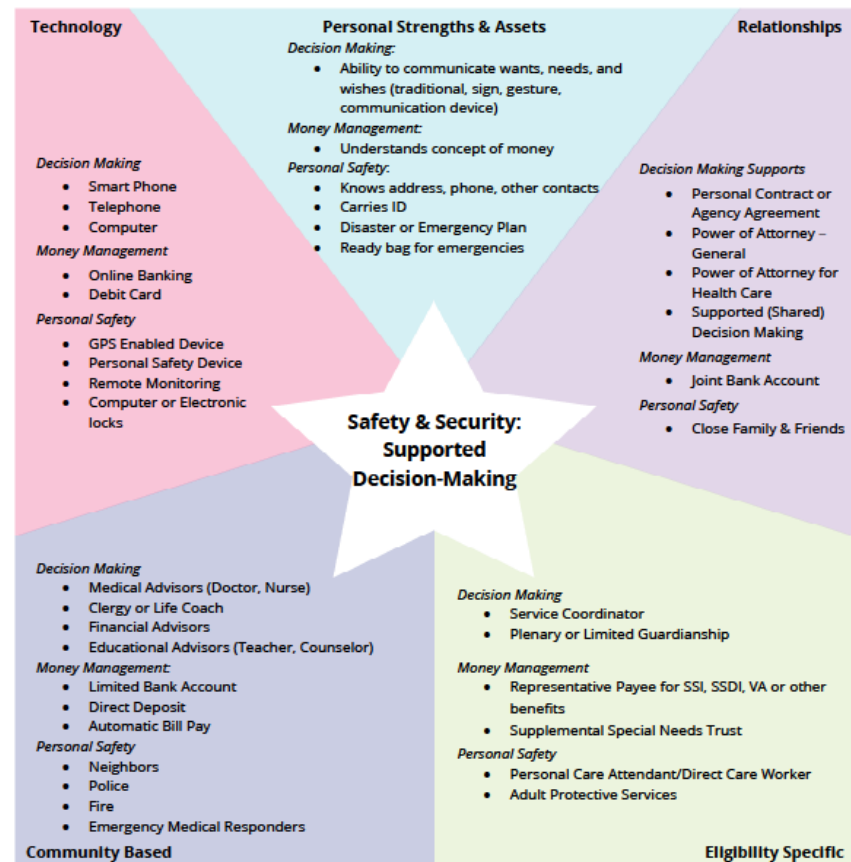 Technology
Decision Making
• Smart Phone
• Telephone
• Computer
Money Management
• Online Banking
• Debit Card
Personal Safety
• GPS Enabled Device
• Personal Safety Device
• Remote Monitoring
• Computer or Electronic
locks
Personal Strengths & Assets
Decision Making:
• Ability to communicate wants, needs, and
wishes (traditional, sign, gesture,
communication device)
Money Management:
• Understands concept of money
Personal Safety:
• Knows address, phone, other contacts
• Carries ID
• Disaster or Emergency Plan
• Ready bag for emergencies
Relationships
Decision Making Supports
• Personal Contract or
Agency Agreement
• Power of Attorney –
General
• Power of Attorney for
Health Care
• Supported (Shared)
Decision Making
Money Management
• Joint Bank Account
Personal Safety
• Close Family & Friends
Safety & Security:
Supported
Decision-Making
Decision Making
• Medical Advisors (Doctor, Nurse)
• Clergy or Life Coach
• Financial Advisors
• Educational Advisors (Teacher, Counselor)
Money Management:
• Limited Bank Account
• Direct Deposit
• Automatic Bill Pay
Personal Safety
• Neighbors
• Police
• Fire
• Emergency Medical Responders
Community Based
Decision Making
• Service Coordinator
• Plenary or Limited Guardianship
Money Management
• Representative Payee for SSI, SSDI, VA or other
benefits
• Supplemental Special Needs Trust
Personal Safety
• Personal Care Attendant/Direct Care Worker
• Adult Protective Services
Eligibility Specific